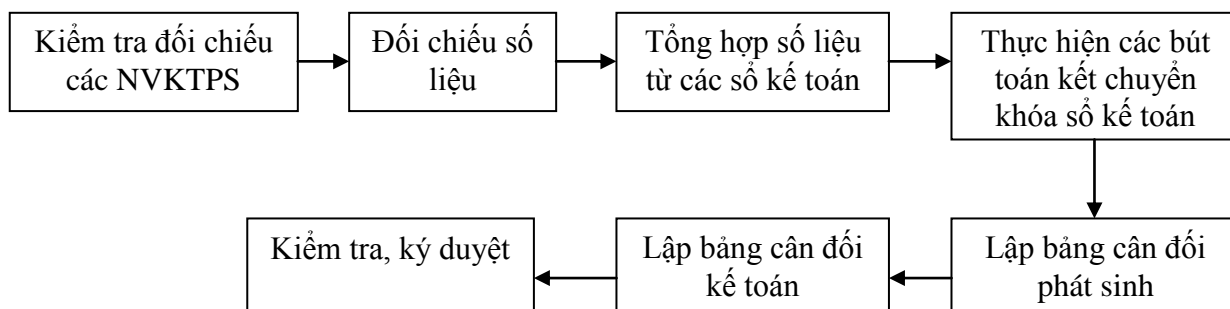 Kiểm tra đối chiếu
các NVKTPS
Đối chiếu số
liệu
Tổng hợp số liệu
từ các sổ kế toán
Thực hiện các bút
toán kết chuyển
khóa sổ kế toán
Lập bảng cân đối
phát sinh
Lập bảng cân đối
kế toán
Kiểm tra, ký duyệt